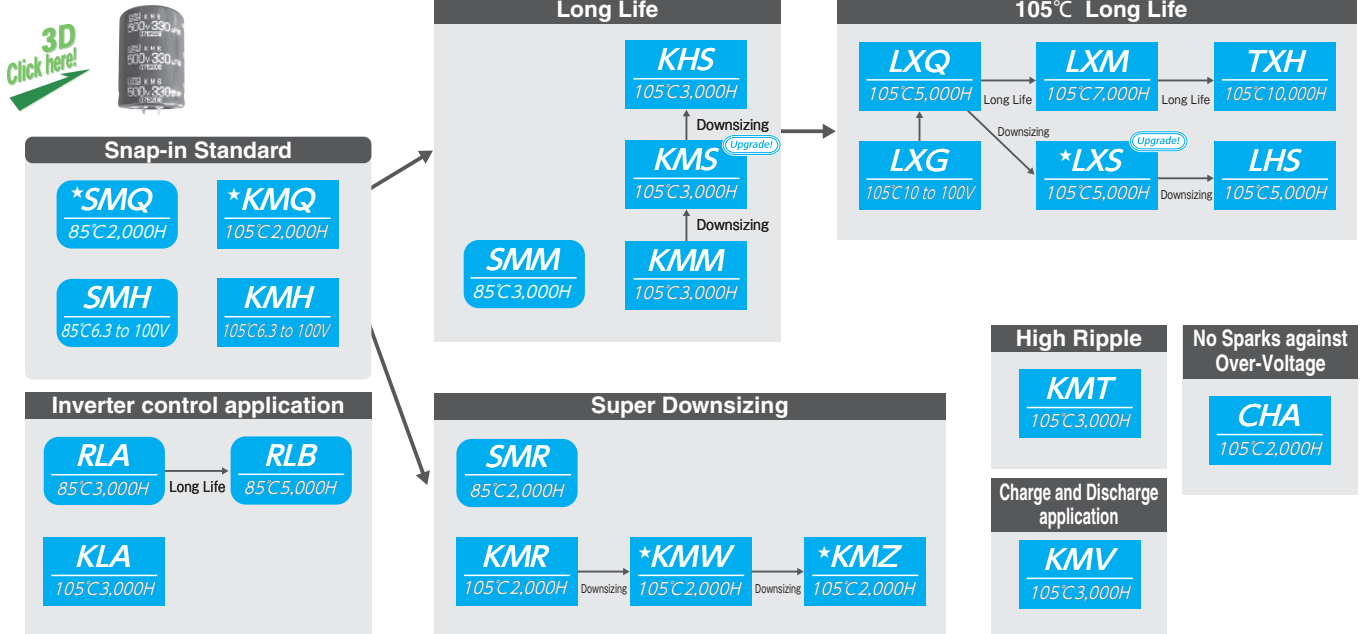 3D
Click here!
500v330μF
KMS
500v330
KMS
500v330
Snap-in Standard
★SMQ
85℃2,000H
★KMQ
105℃2,000H
SMH
85℃6.3 to 100V
KMH
105℃6.3 to 100V
Inverter control application
RLA
85℃3,000H
Long Life
RLB
85℃5,000H
KLA
105℃3,000H
Long Life
KHS
105℃3,000H
Downsizing
KMS
105℃3,000H
Upgrade!
Downsizing
SMM
85℃3,000H
KMM
105℃3,000H
Super Downsizing
SMR
85℃2,000H
KMR
105℃2,000H
Downsizing
★KMW
105℃2,000H
Downsizing
★KMZ
105℃2,000H
105℃ Long Life
LXQ
105℃5,000H
Long Life
LXM
105℃7,000H
Long Life
TXH
105℃10,000H
Downsizing
LXG
105℃10 to 100V
★LXS
105℃5,000H
Upgrade!
Downsizing
LHS
105℃5,000H
High Ripple
KMT
105℃3,000H
No Sparks against
Over-Voltage
CHA
105℃2,000H
Charge and Discharge
application
KMV
105℃3,000H